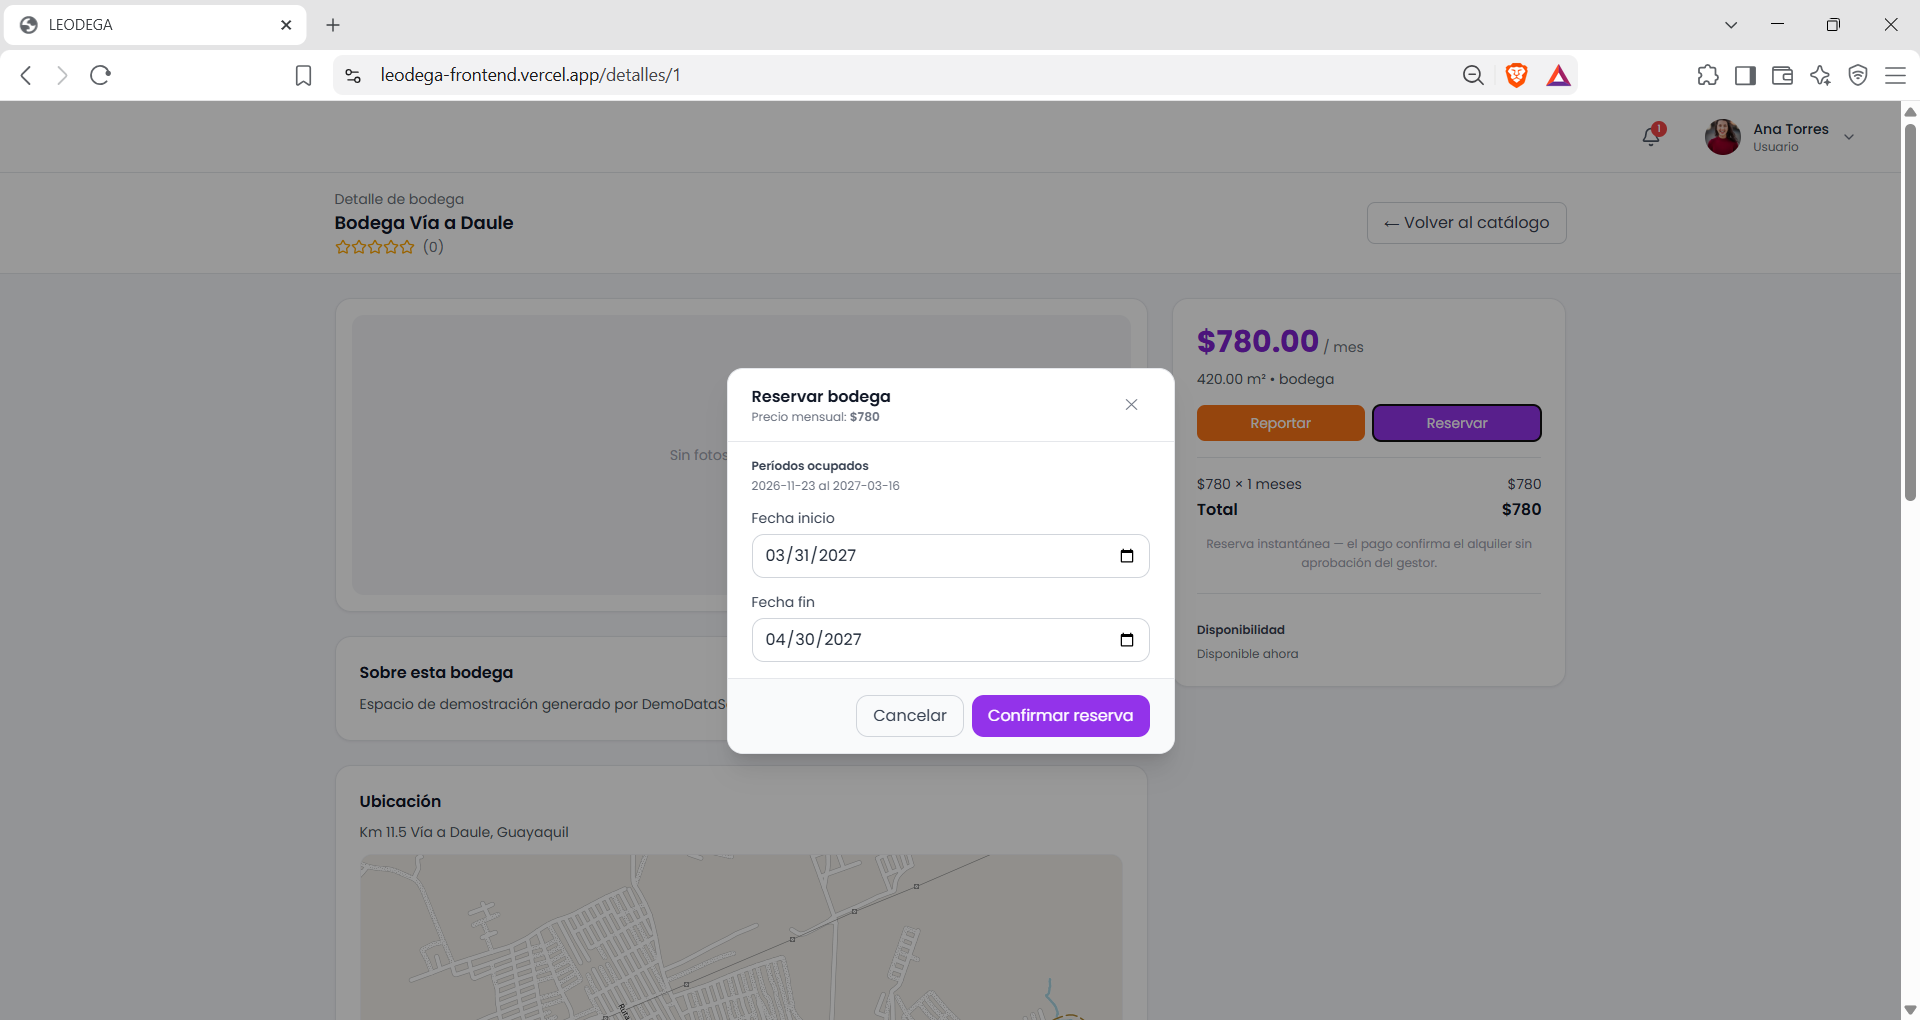 LEODEGA
leodega-frontend.vercel.app/detalles/1
1
Ana Torres
Usuario
Detalle de bodega
Bodega Vía a Daule
(0)
← Volver al catálogo
Sin fotos
$780.00 / mes
420.00 m² • bodega
Reportar
Reservar
$780 × 1 meses $780
Total $780
Reserva instantánea — el pago confirma el alquiler sin
aprobación del gestor.
Disponibilidad
Disponible ahora
Reservar bodega
Precio mensual: $780
Períodos ocupados
2026-11-23 al 2027-03-16
Fecha inicio
03/31/2027
Fecha fin
04/30/2027
Cancelar
Confirmar reserva
Sobre esta bodega
Espacio de demostración generado por DemoDataS
Ubicación
Km 11.5 Vía a Daule, Guayaquil